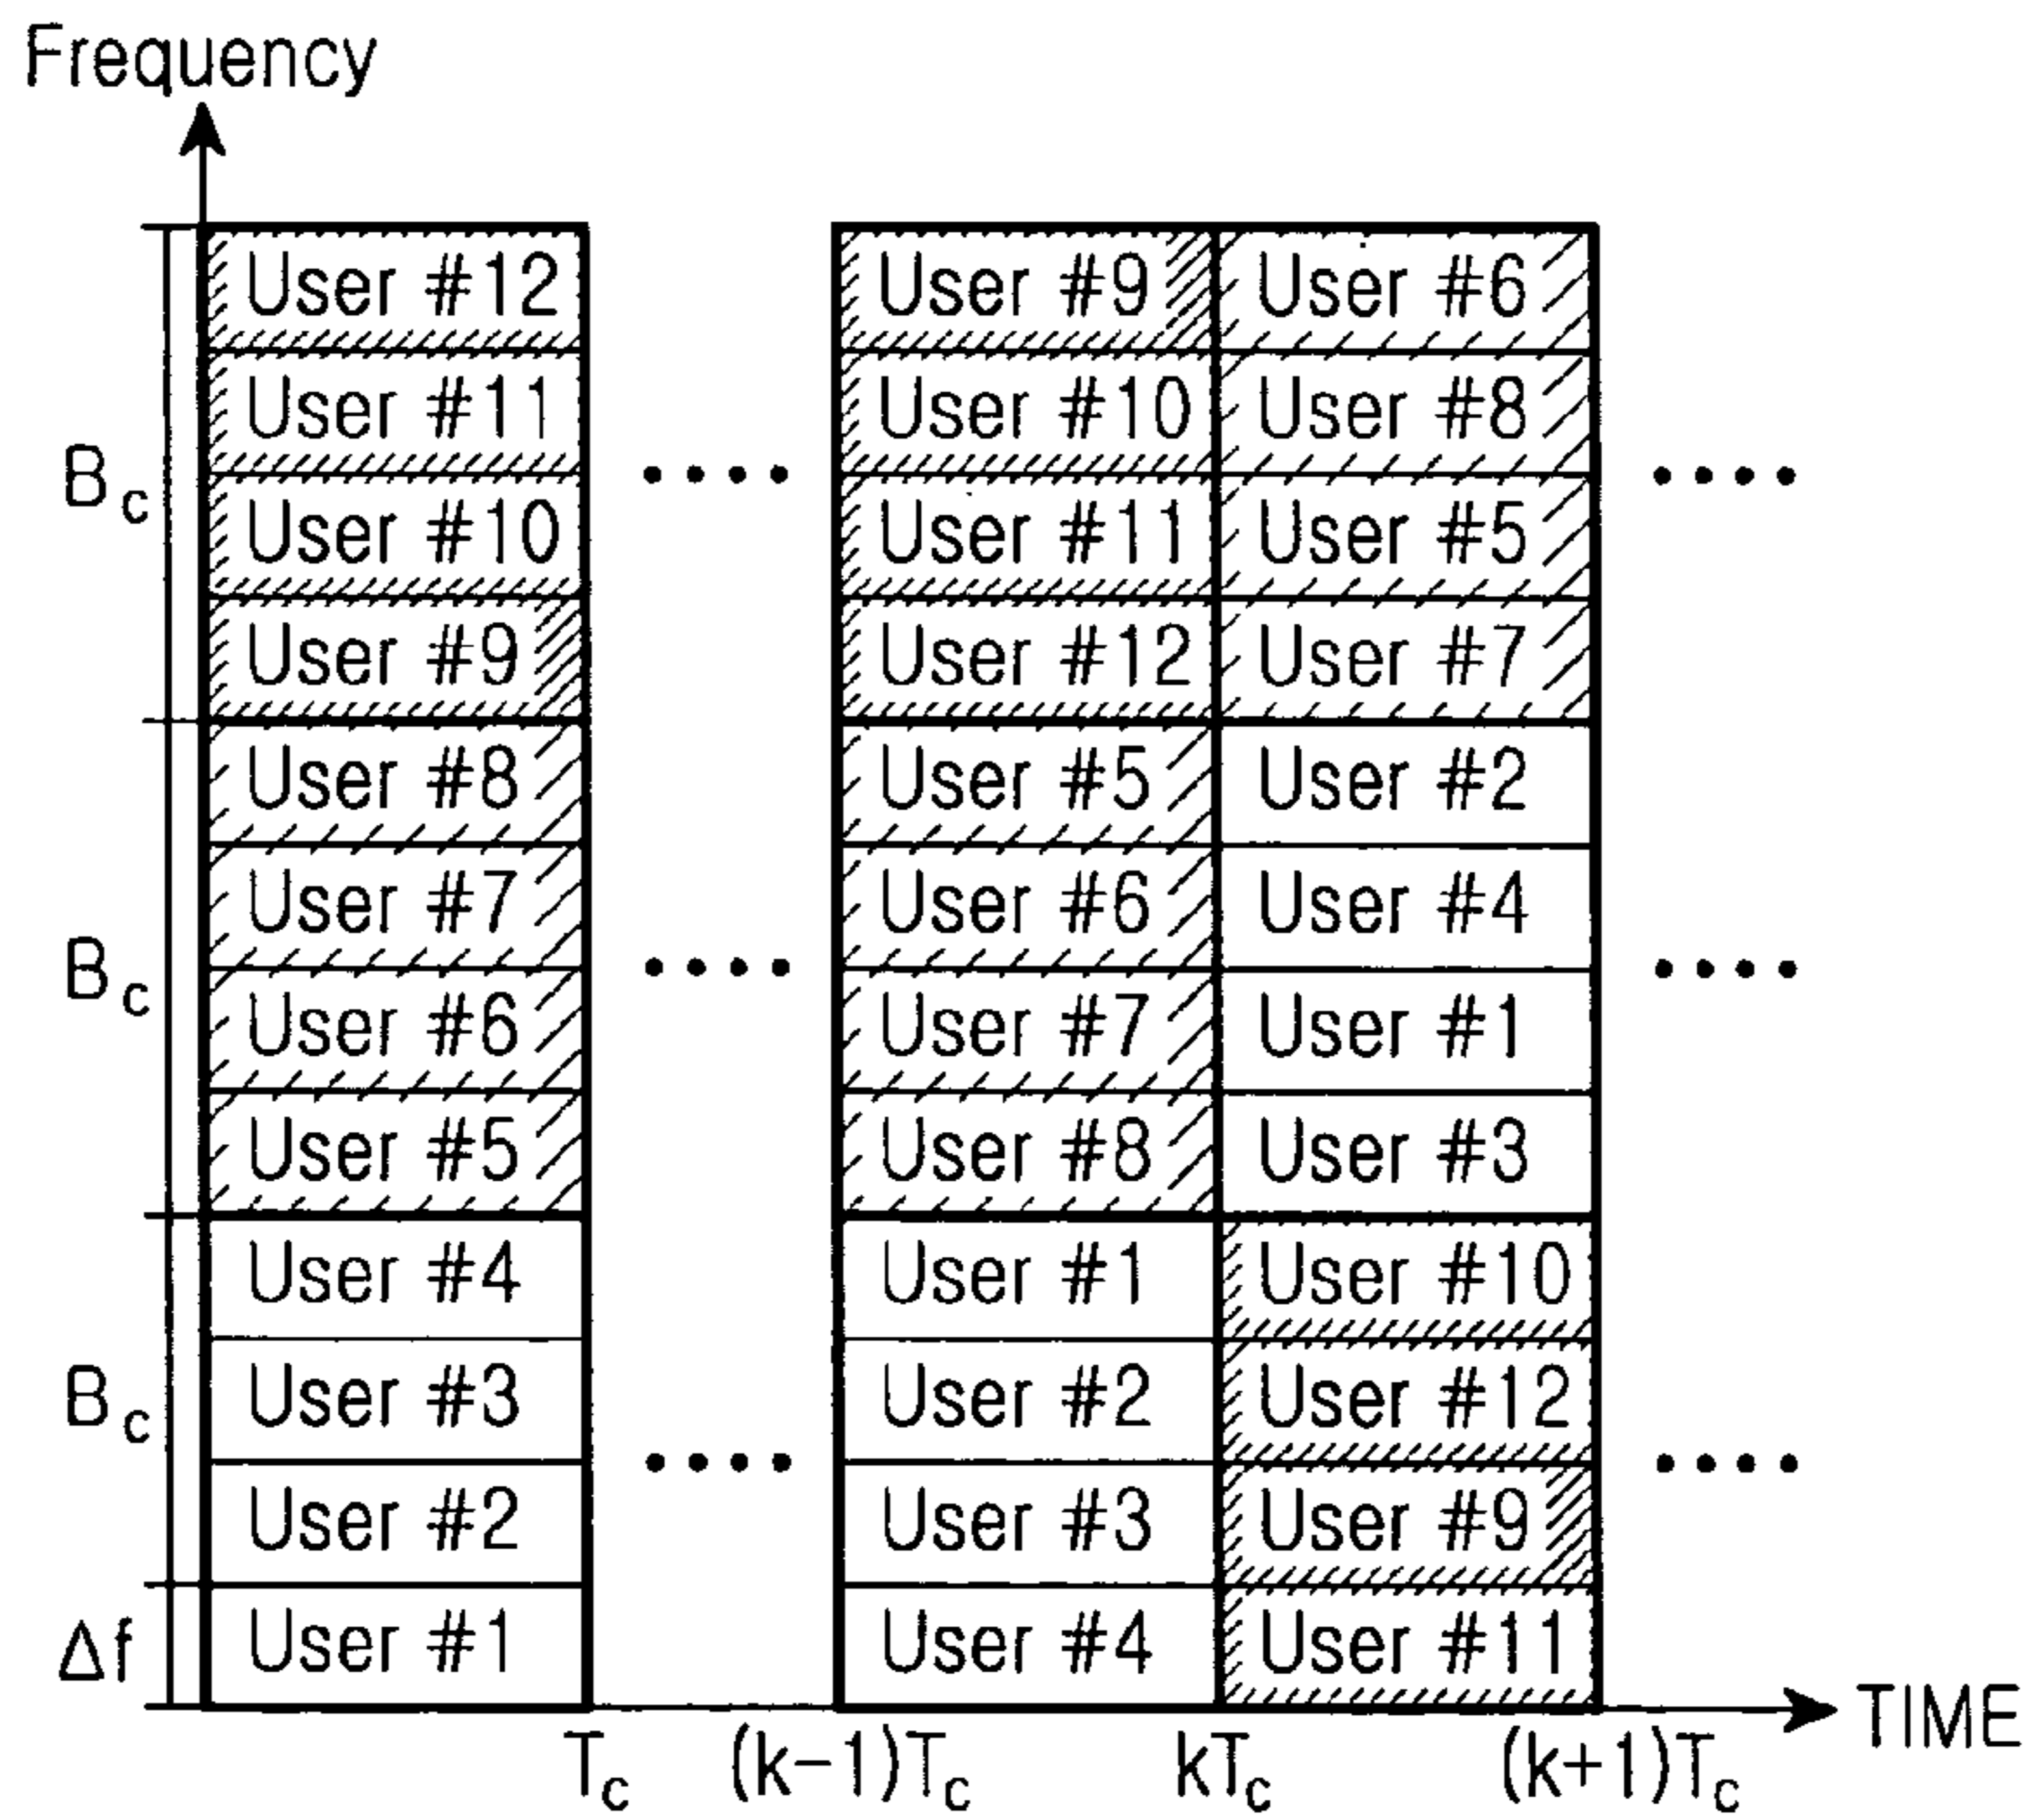 Frequency
User #12 User #9 User #6
User #11 User #10 User #8
B c
User #10 User #11 User #5
User #9 User #12 User #7
User #8 User #5 User #2
User #7 User #6 User #4
B c
User #6 User #7 User #1
User #5 User #8 User #3
User #4 User #1 User #10
B c
User #3 User #2 User #12
User #2 User #3 User #9
Δf User #1 User #4 User #11
TIME
Tc (k-1)Tc kTc (k+1)Tc